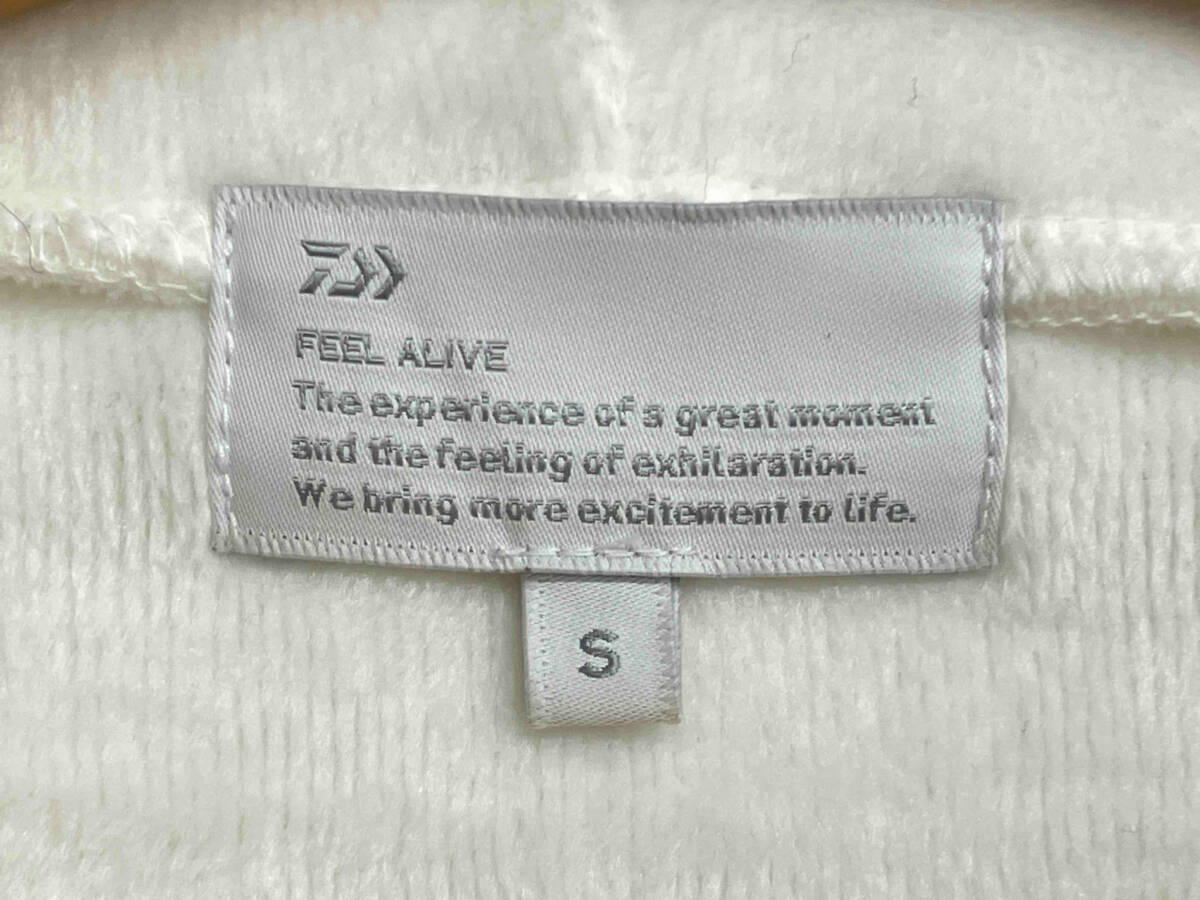 FEEL ALIVE
The experience of a great moment
and the feeling of exhilaration.
We bring more excitement to life.
S